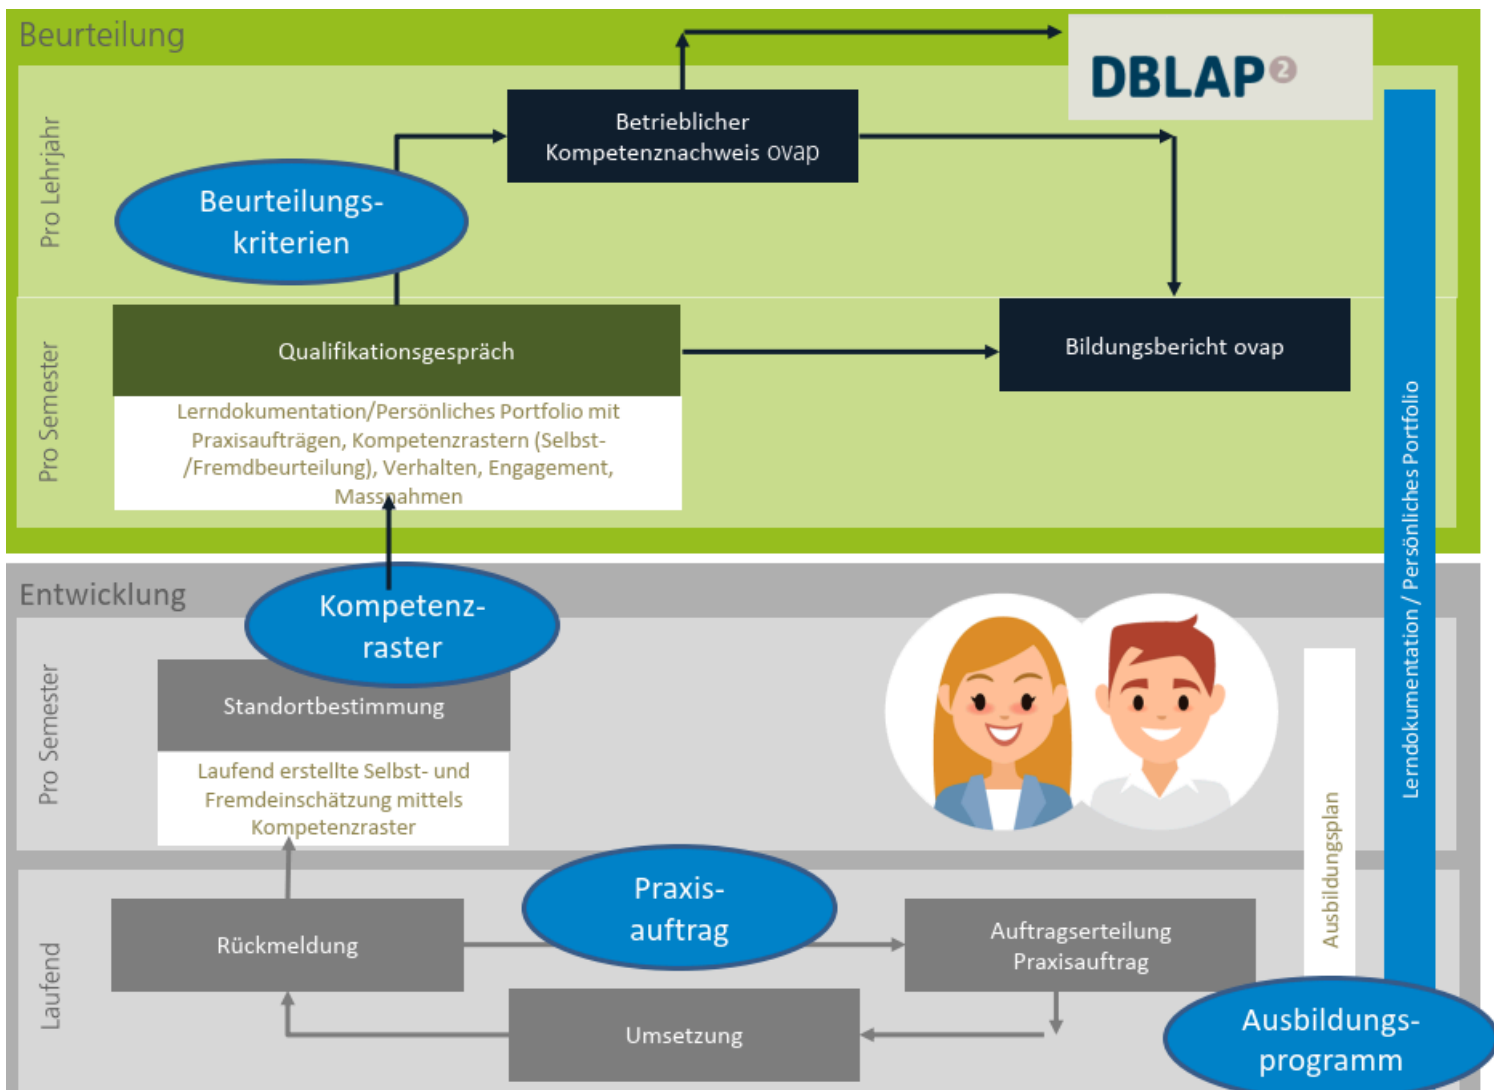 Beurteilung
DBLAP2
Pro Lehrjahr
Betrieblicher
Kompetenznachweis ovap
Beurteilungs-
kriterien
Pro Semester
Qualifikationsgespräch
Bildungsbericht ovap
Lerndokumentation/Persönliches Portfolio mit
Praxisaufträgen, Kompetenzrastern (Selbst-
/Fremdbeurteilung), Verhalten, Engagement,
Massnahmen
Lerndokumentation / Persönliches Portfolio
Entwicklung
Kompetenz-
raster
Pro Semester
Standortbestimmung
Laufend erstellte Selbst- und
Fremdeinschätzung mittels
Kompetenzraster
Ausbildungsplan
Laufend
Praxis-
auftrag
Rückmeldung
Auftragserteilung
Praxisauftrag
Umsetzung
Ausbildungs-
programm